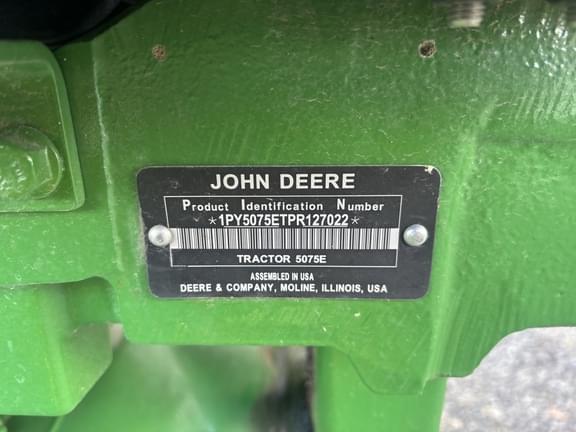 JOHN DEERE
Product Identification Number
*1PY5075ETPR127022*
TRACTOR 5075E
ASSEMBLED IN USA
DEERE & COMPANY, MOLINE, ILLINOIS, USA